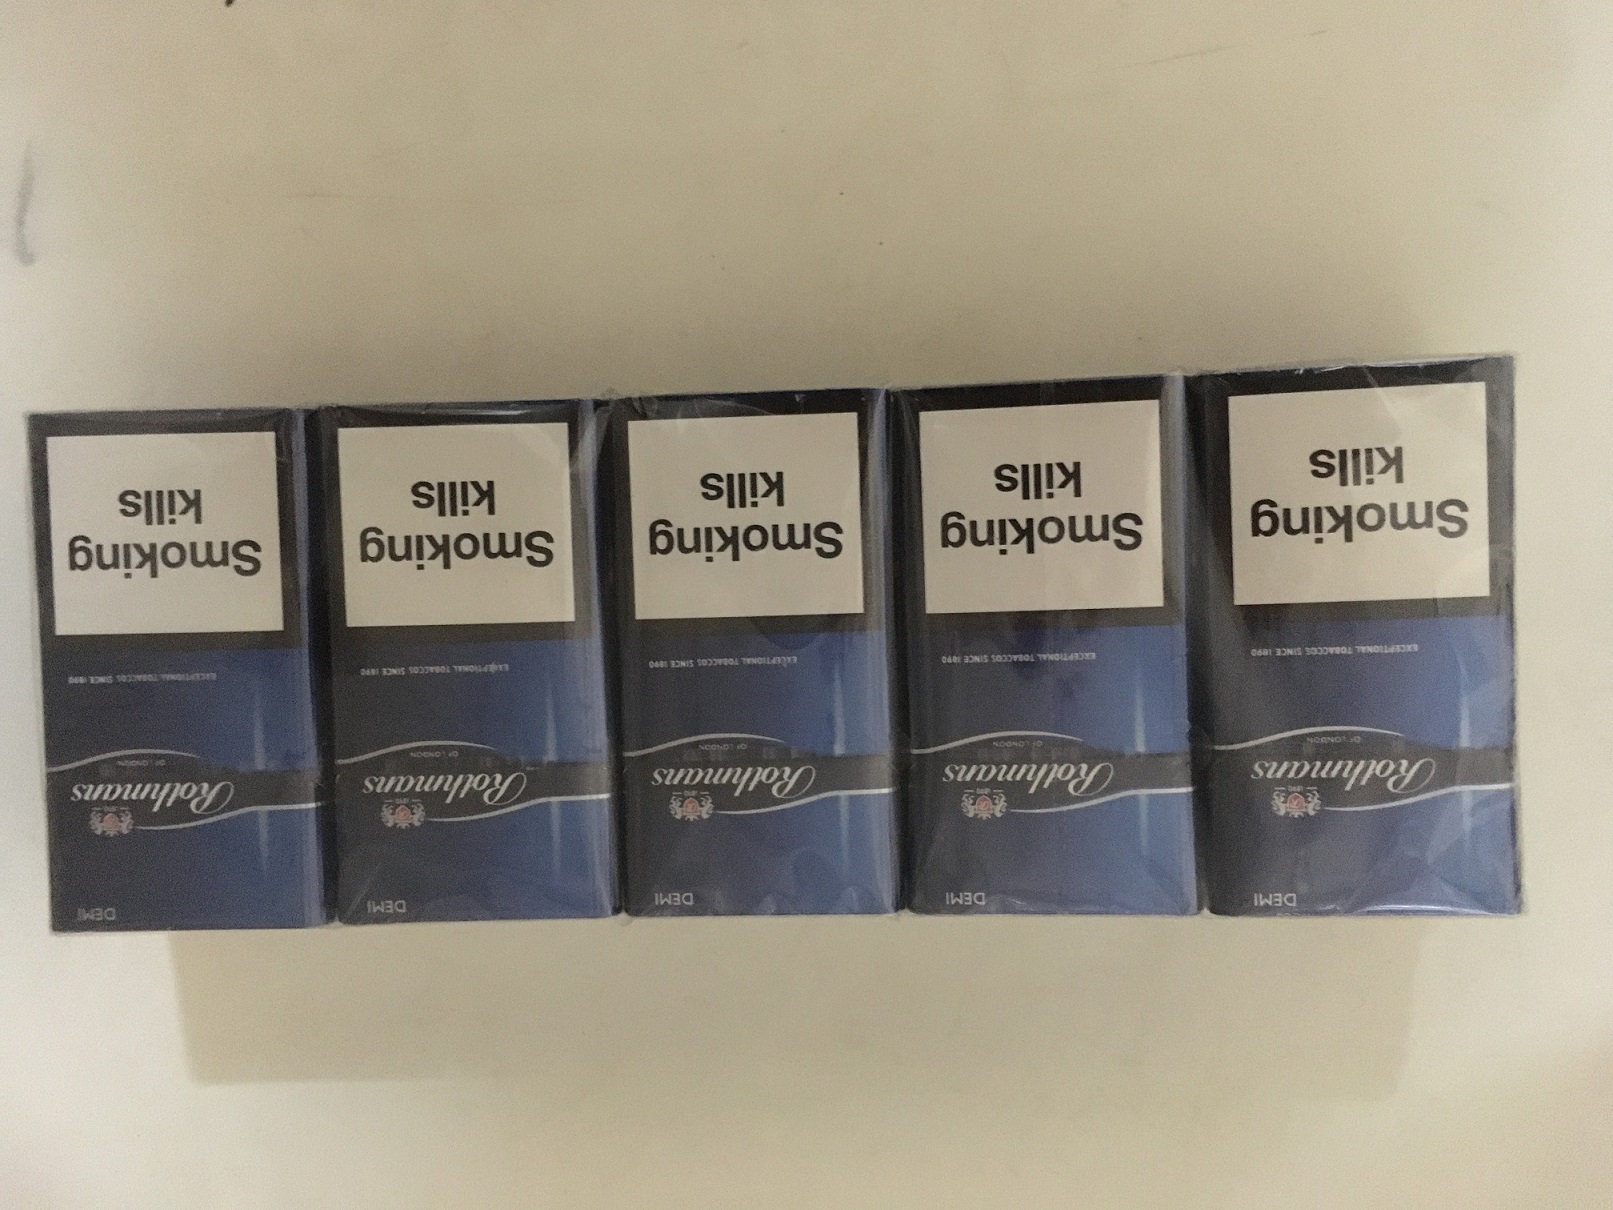 DEMI
Rothmans
OF LONDON
EXCEPTIONAL TOBACCOS SINCE 1890
Smoking
kills
DEMI
Rothmans
OF LONDON
EXCEPTIONAL TOBACCOS SINCE 1890
Smoking
kills
DEMI
Rothmans
OF LONDON
EXCEPTIONAL TOBACCOS SINCE 1890
Smoking
kills
DEMI
Rothmans
OF LONDON
EXCEPTIONAL TOBACCOS SINCE 1890
Smoking
kills
DEMI
Rothmans
OF LONDON
EXCEPTIONAL TOBACCOS SINCE 1890
Smoking
kills